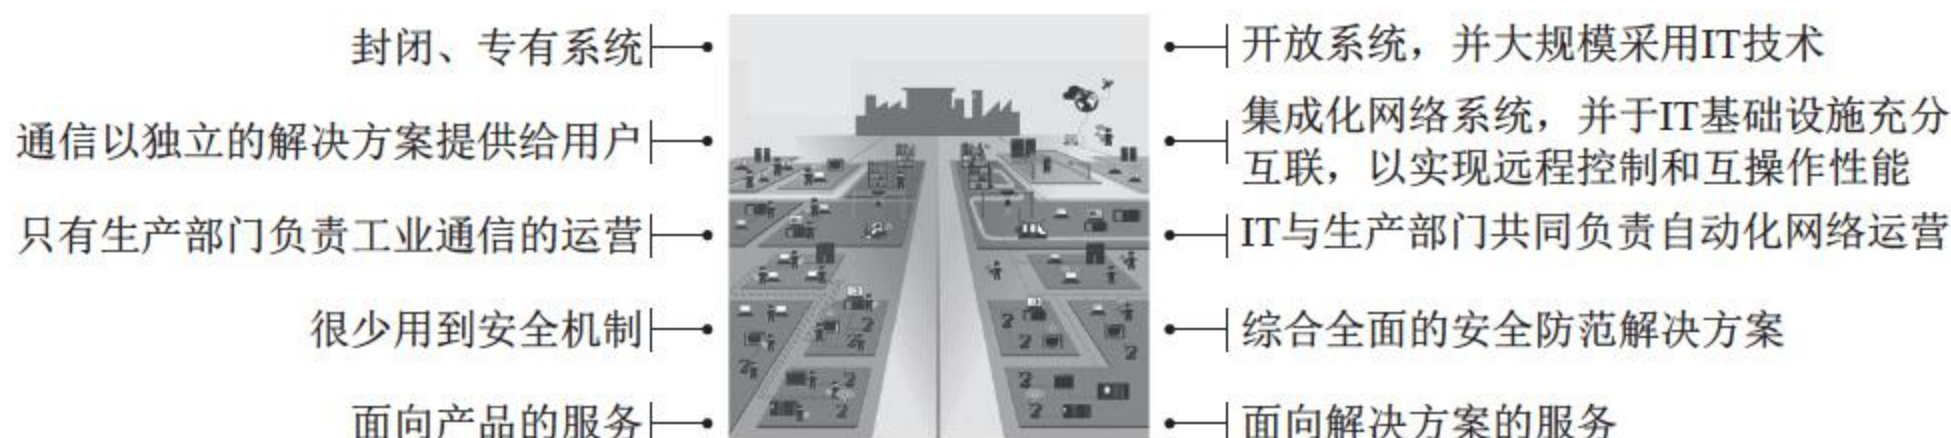 封闭、专有系统
通信以独立的解决方案提供给用户
只有生产部门负责工业通信的运营
很少用到安全机制
面向产品的服务
开放系统，并大规模采用IT技术
集成化网络系统，并于IT基础设施充分
互联，以实现远程控制和互操作性能
IT与生产部门共同负责自动化网络运营
综合全面的安全防范解决方案
面向解决方案的服务